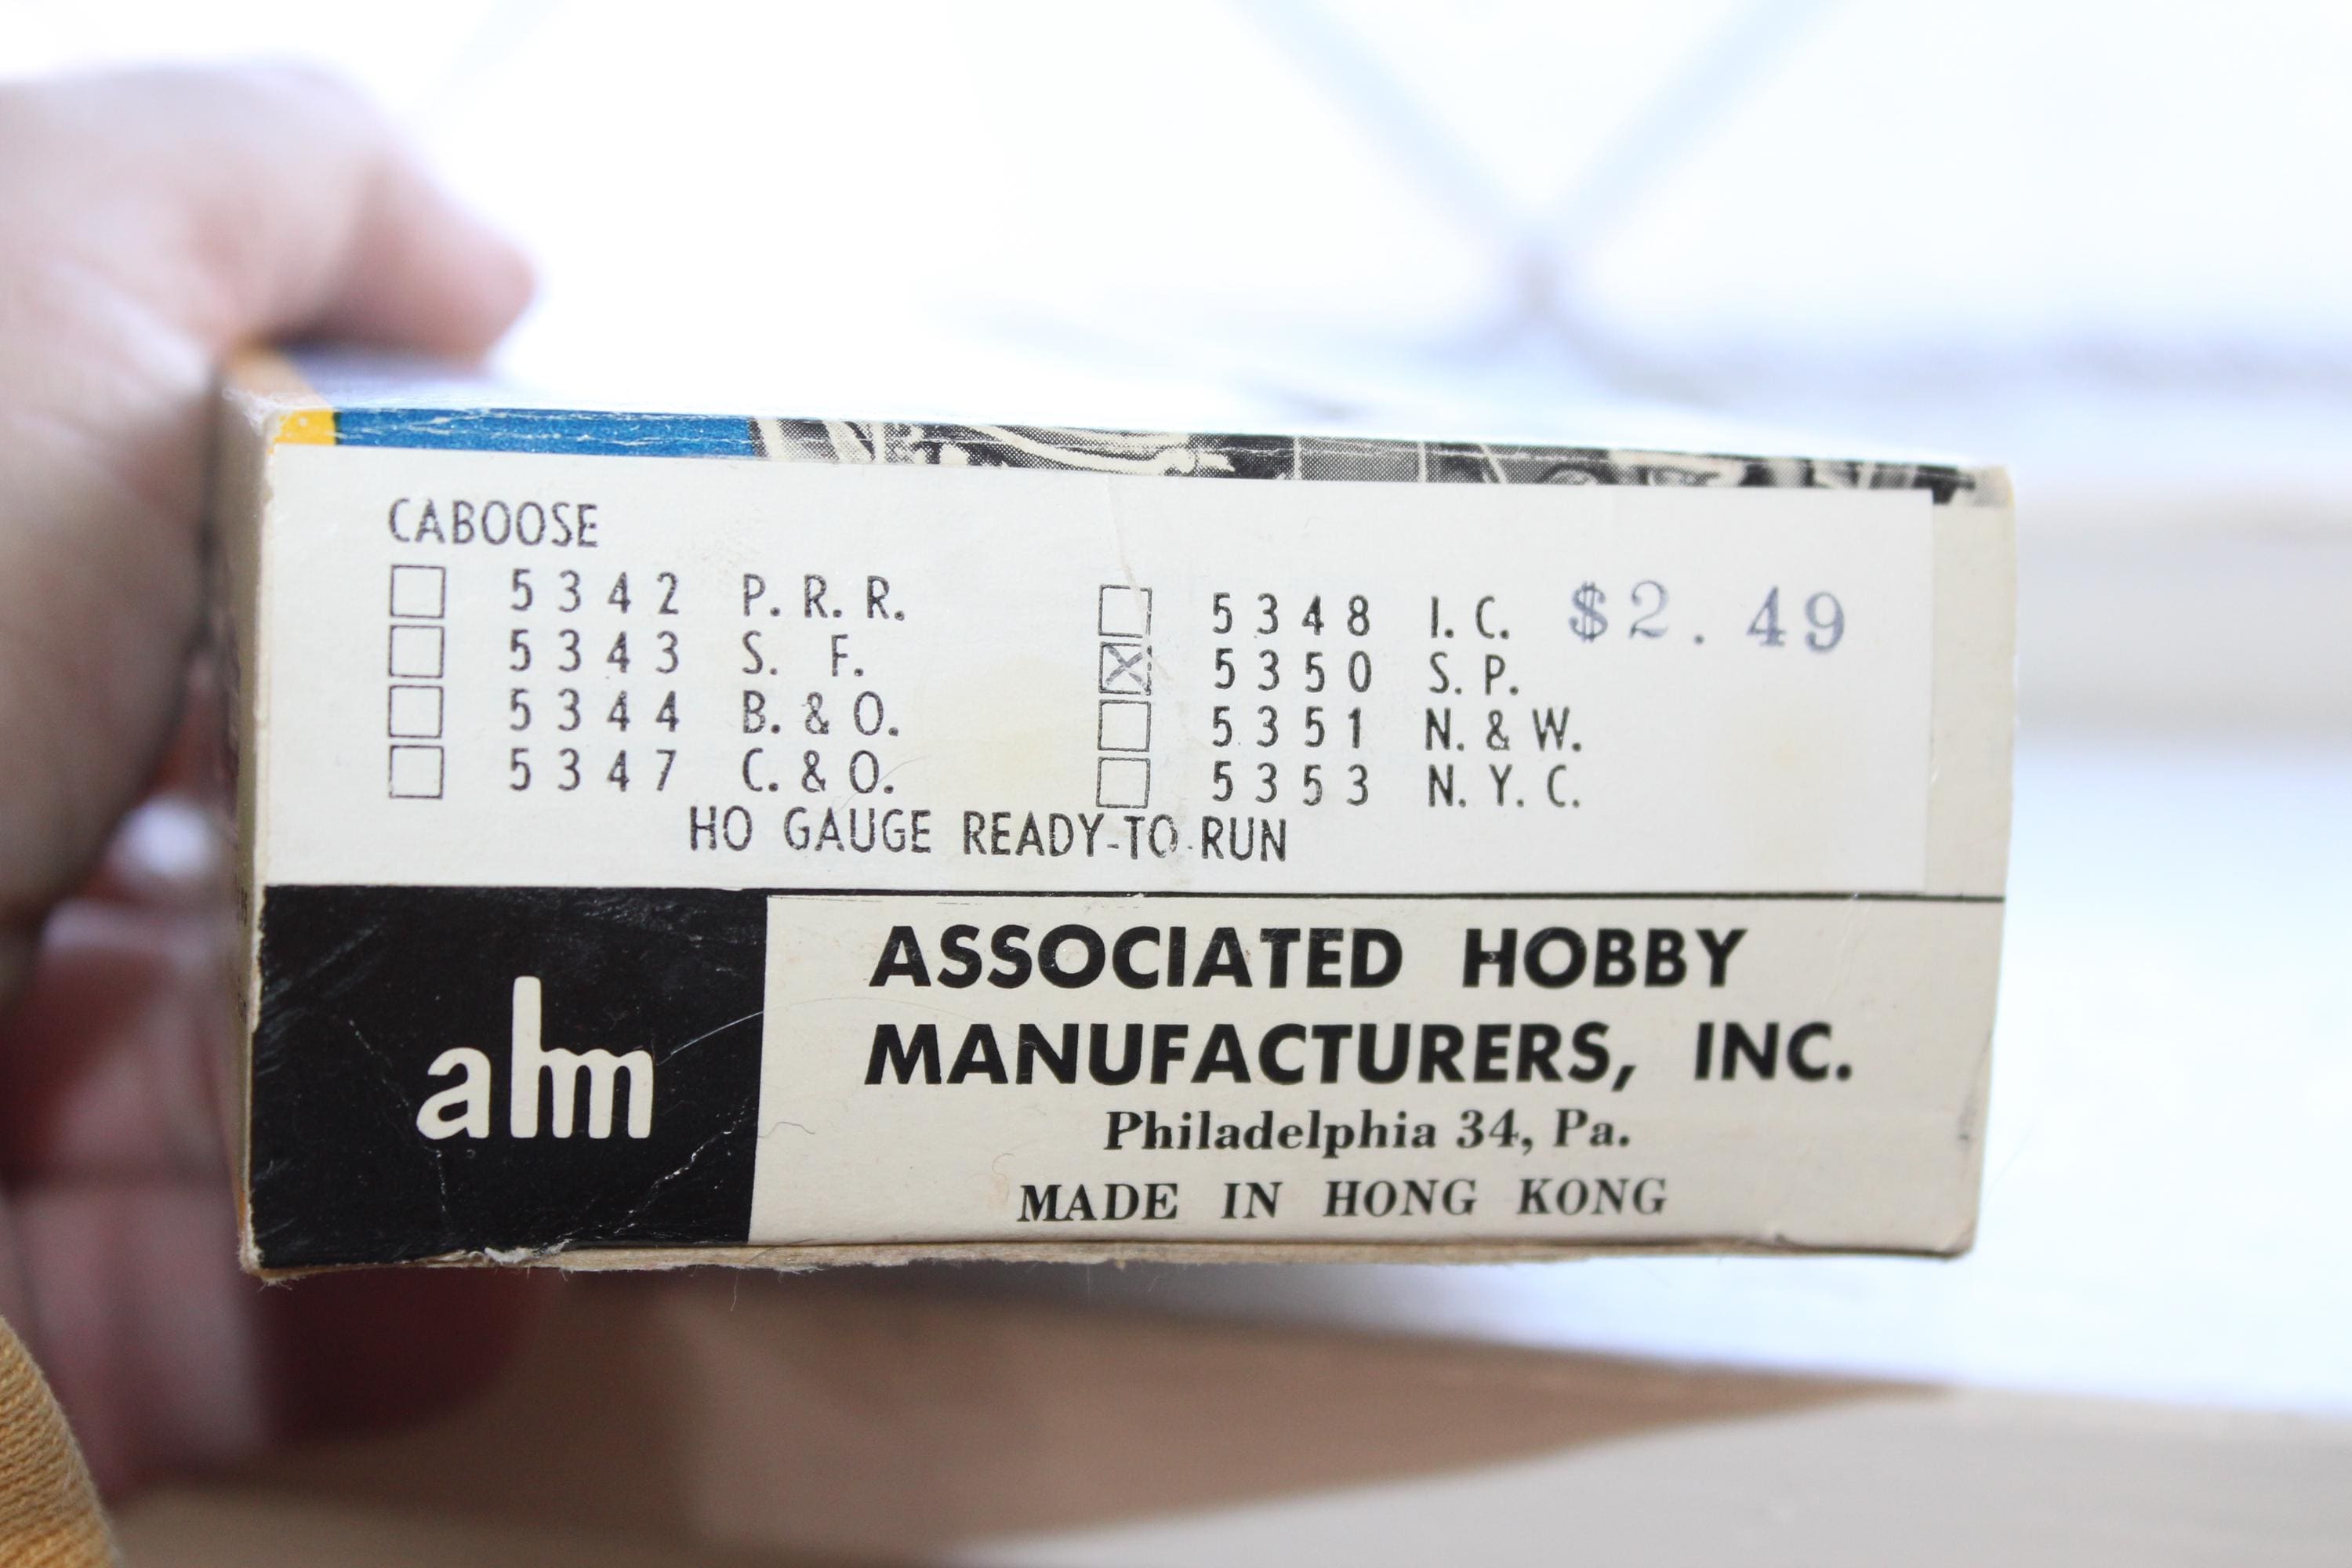 CABOOSE
☐ 5342 P. R. R.
☐ 5343 S. F.
☐ 5344 B. & O.
☐ 5347 C. & O.
☐ 5348 I. C. $2.49
☒ 5350 S. P.
☐ 5351 N. & W.
☐ 5353 N. Y. C.
HO GAUGE READY-TO-RUN
ahm
ASSOCIATED HOBBY
MANUFACTURERS, INC.
Philadelphia 34, Pa.
MADE IN HONG KONG